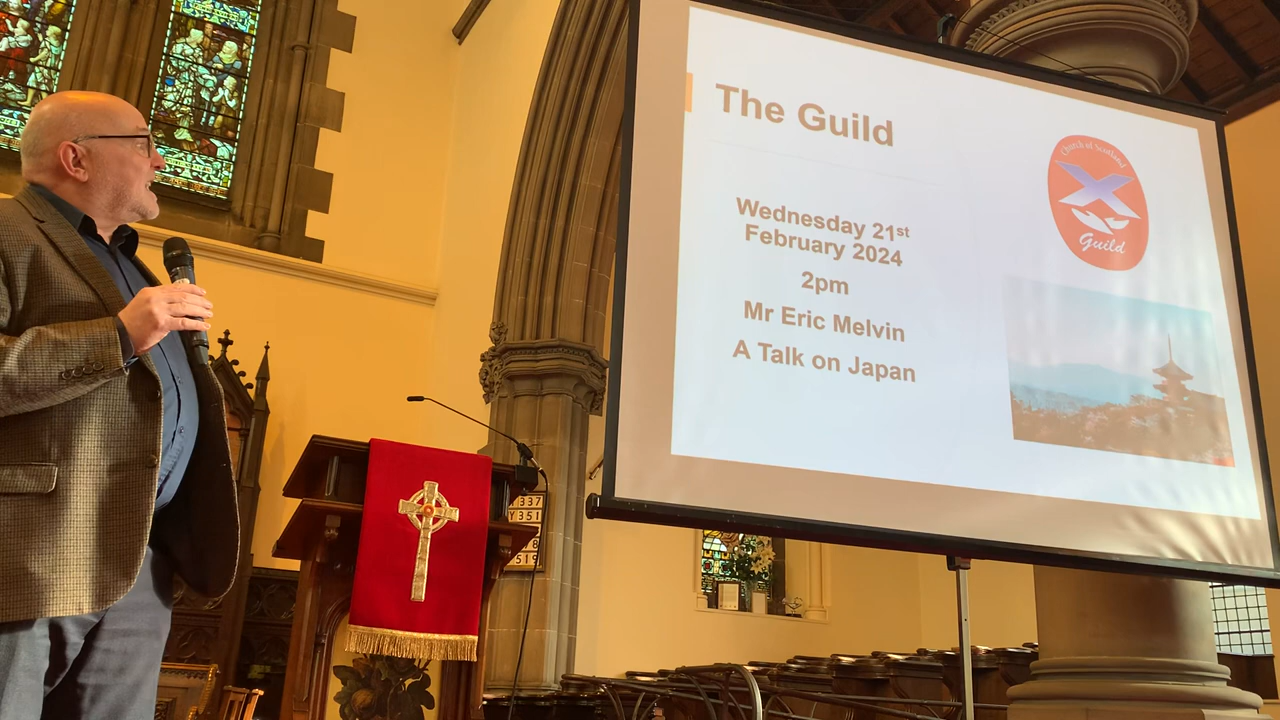 The Guild
Wednesday 21st
February 2024
2pm
Mr Eric Melvin
A Talk on Japan
Church of Scotland
Guild
337
351